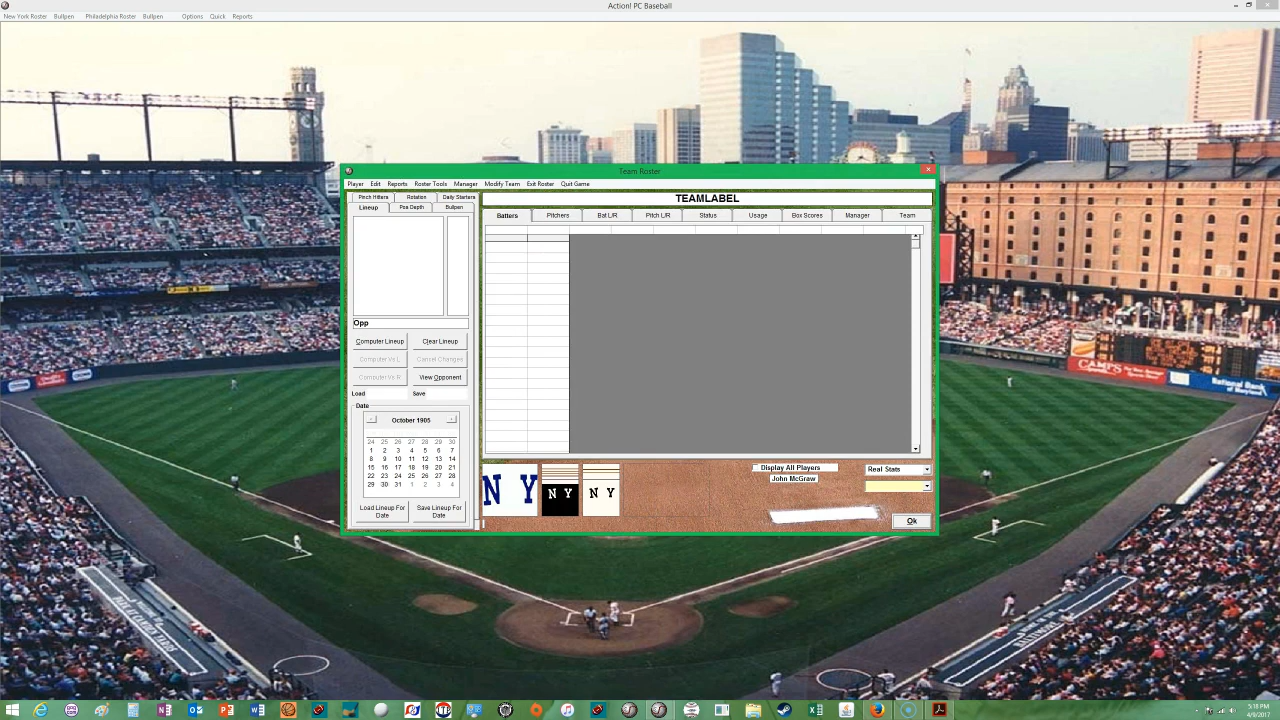 Action! PC Baseball
New York Roster Bullpen Philadelphia Roster Bullpen Options Quick Reports
Team Roster
Player Edit Reports Roster Tools Manager Modify Team Exit Roster Quit Game
Pinch Hitters Rotation Daily Starters
Lineup Pos Depth Bullpen
TEAMLABEL
Batters Pitchers Bat L/R Pitch L/R Status Usage Box Scores Manager Team
Opp
Computer Lineup Clear Lineup
Computer Vs L Cancel Changes
Computer Vs R View Opponent
Load Save
Date
October 1905
24 25 26 27 28 29 30
1 2 3 4 5 6 7
8 9 10 11 12 13 14
15 16 17 18 19 20 21
22 23 24 25 26 27 28
29 30 31 1 2 3 4
Load Lineup For Date
Save Lineup For Date
N Y
N Y
N Y
Display All Players
John McGraw
Real Stats
Ok
CAMP'S
National Bank
of Maryland
5:18 PM
4/9/2017